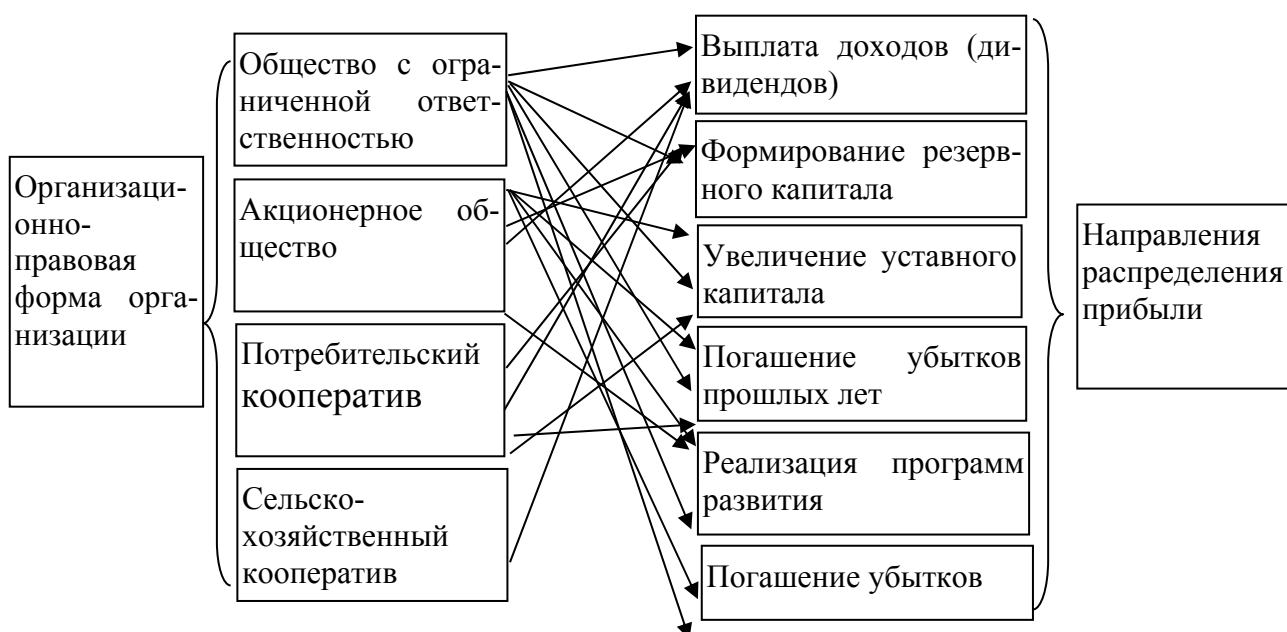 Организаци-
онно-
правовая
форма орга-
низации
Общество с огра-
ниченной ответ-
ственностью
Акционерное об-
щество
Потребительский
кооператив
Сельско-
хозяйственный
кооператив
Выплата доходов (ди-
видендов)
Формирование резерв-
ного капитала
Увеличение уставного
капитала
Погашение убытков
прошлых лет
Реализация программ
развития
Погашение убытков
Направления
распределения
прибыли